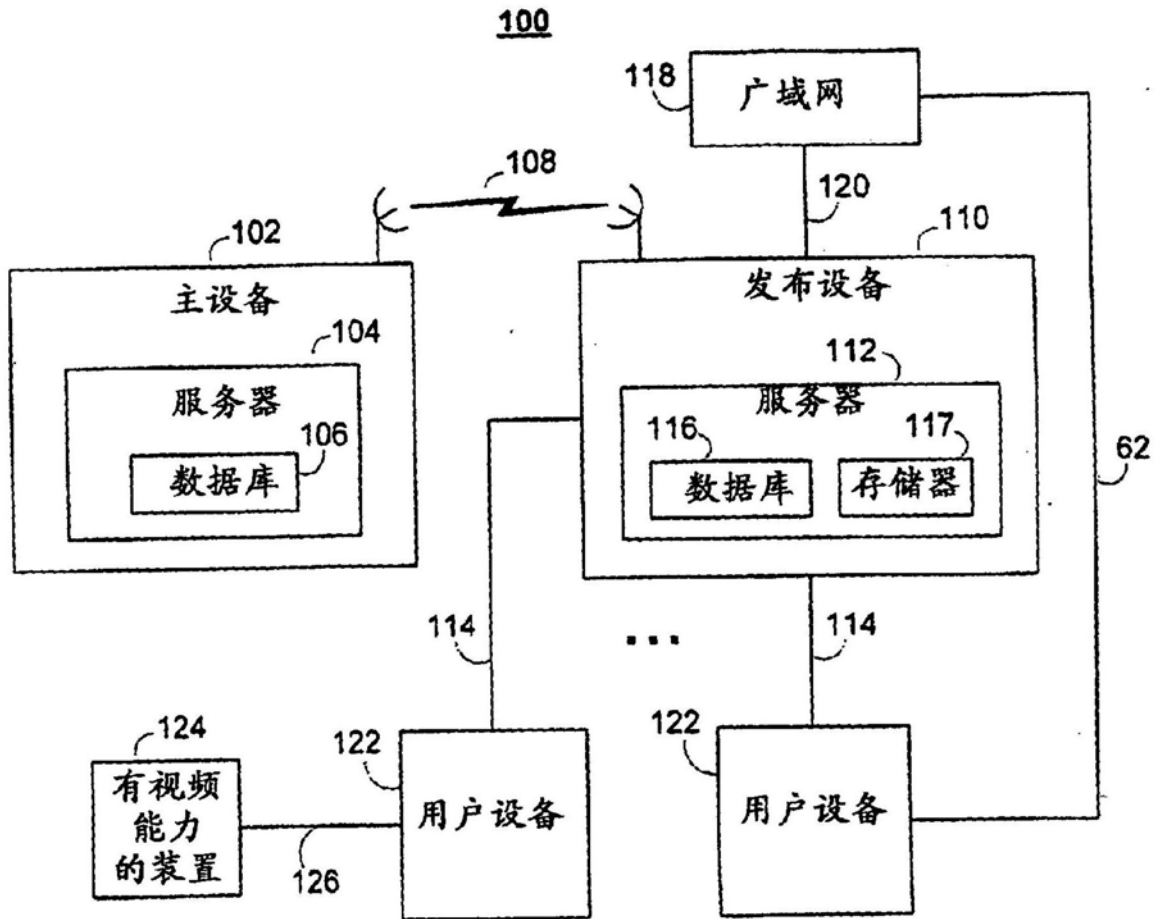 100
118
广域网
108
120
102
110
主设备
发布设备
104
112
服务器
服务器
106
116
117
数据库
数据库
存储器
62
114
114
124
122
122
有视频
能力
的装置
用户设备
用户设备
126